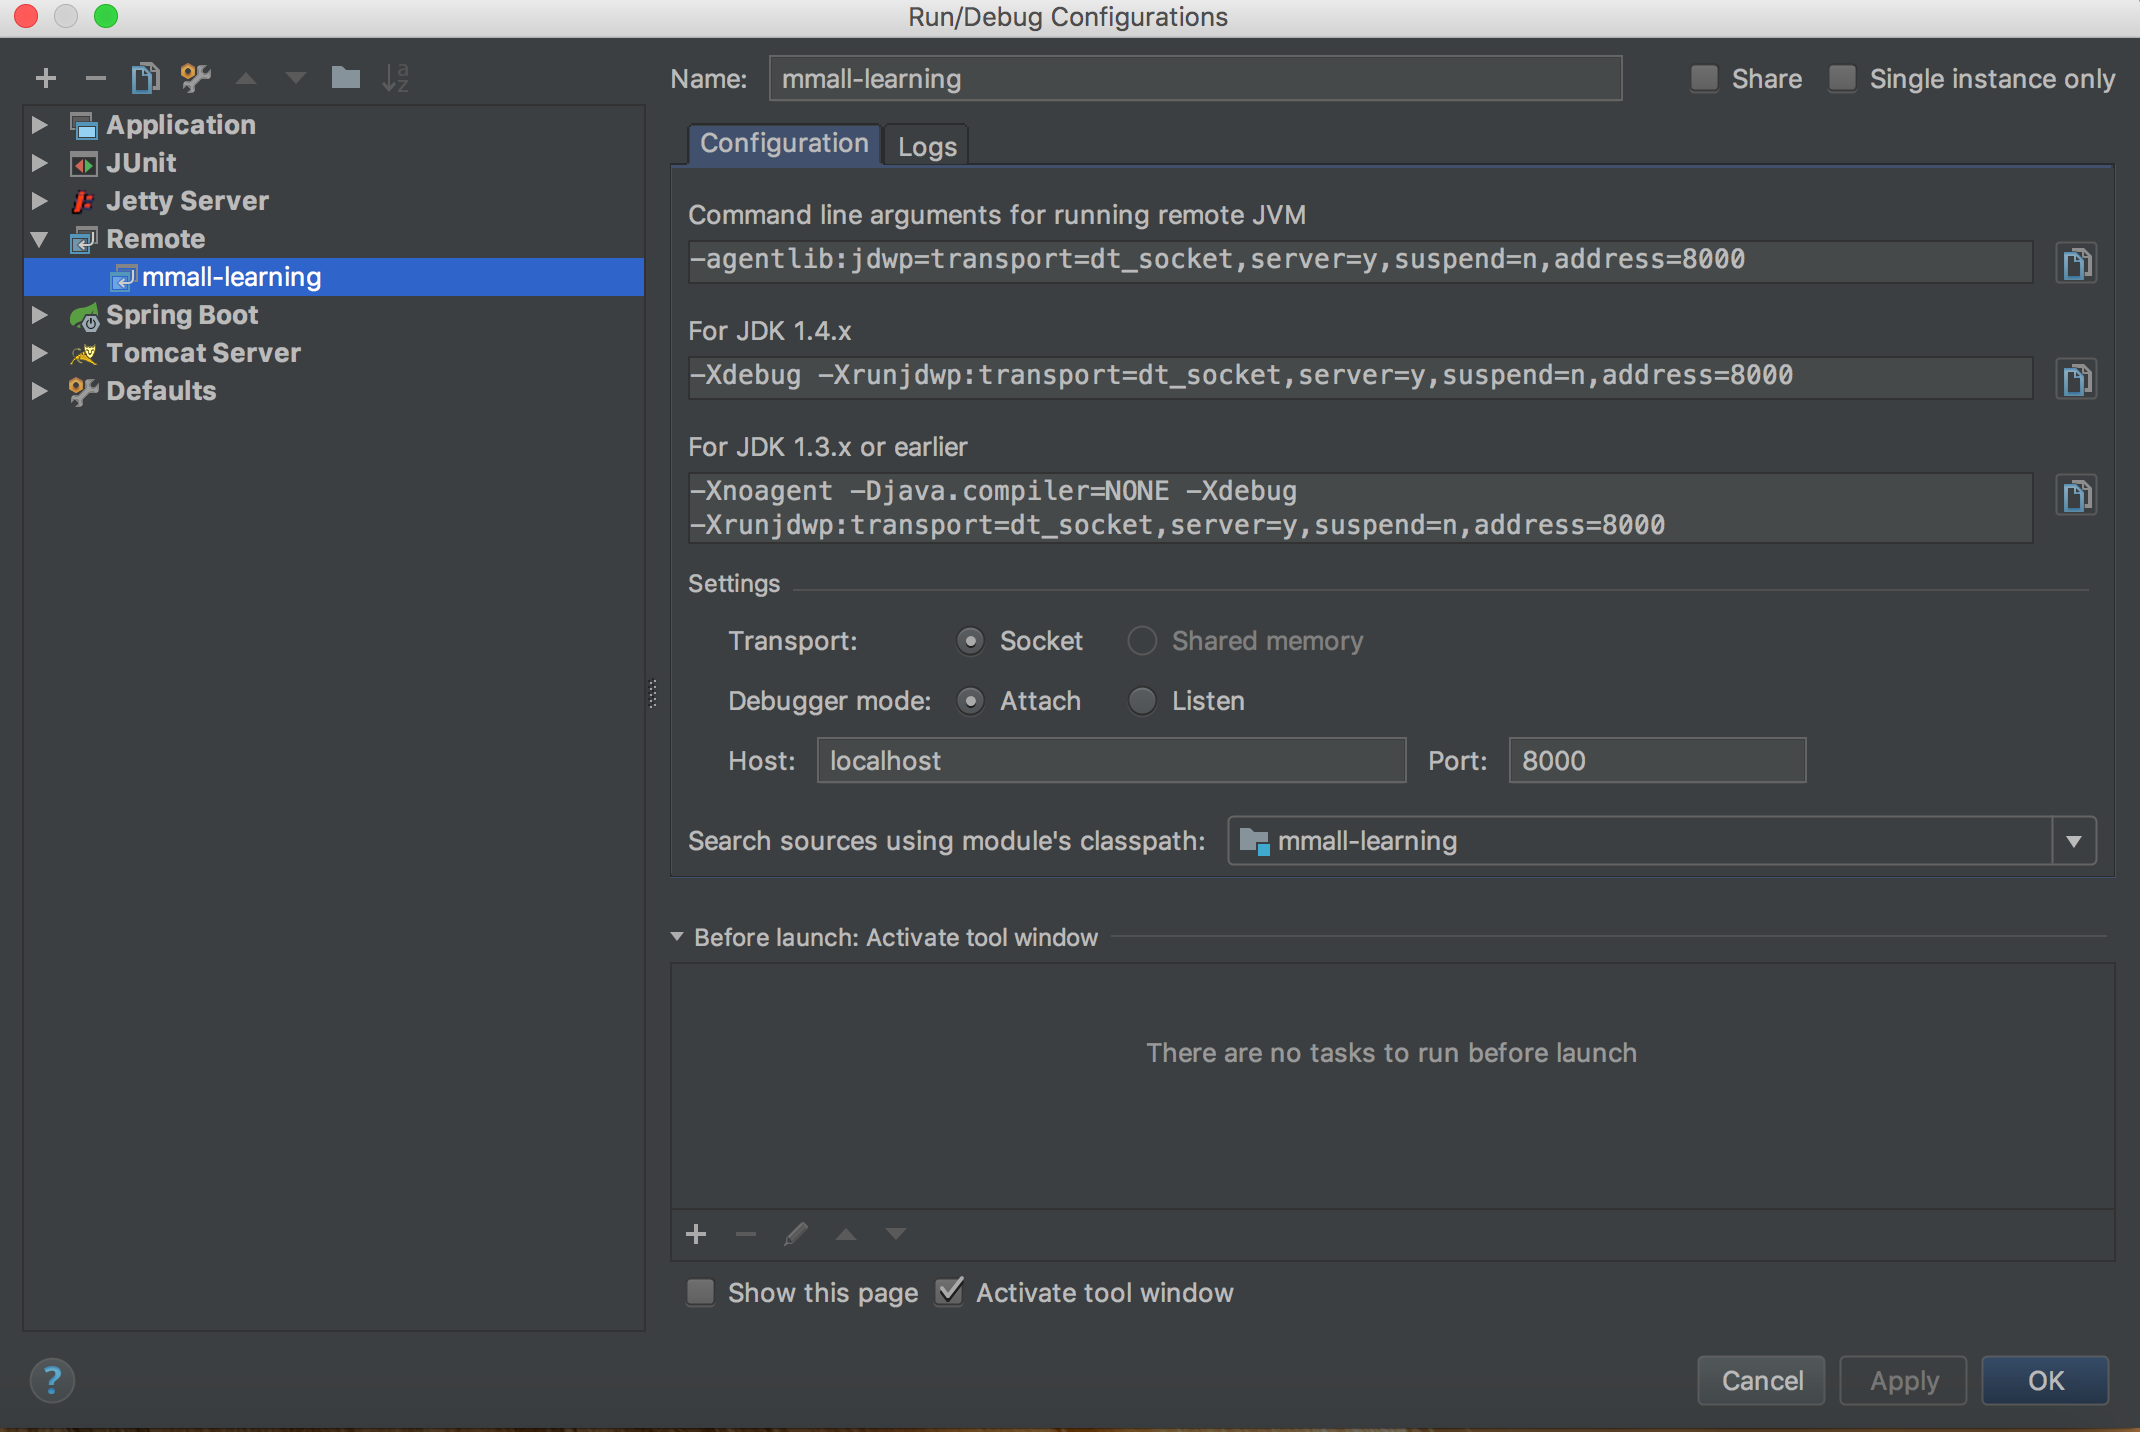 Run/Debug Configurations
Name: mmall-learning Share Single instance only
Application
JUnit
Jetty Server
Remote
mmall-learning
Spring Boot
Tomcat Server
Defaults
Configuration Logs
Command line arguments for running remote JVM
-agentlib:jdwp=transport=dt_socket,server=y,suspend=n,address=8000
For JDK 1.4.x
-Xdebug -Xrunjdwp:transport=dt_socket,server=y,suspend=n,address=8000
For JDK 1.3.x or earlier
-Xnoagent -Djava.compiler=NONE -Xdebug
-Xrunjdwp:transport=dt_socket,server=y,suspend=n,address=8000
Settings
Transport: Socket Shared memory
Debugger mode: Attach Listen
Host: localhost Port: 8000
Search sources using module's classpath: mmall-learning
Before launch: Activate tool window
There are no tasks to run before launch
Show this page Activate tool window
? Cancel Apply OK